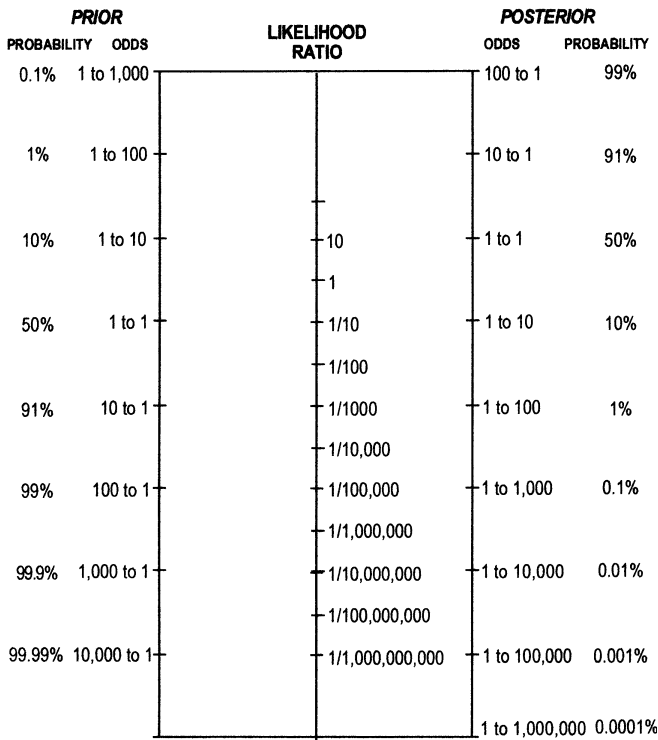 PRIOR
POSTERIOR
LIKELIHOOD
RATIO
PROBABILITY ODDS
ODDS PROBABILITY
0.1% 1 to 1,000 100 to 1 99%
1% 1 to 100 10 to 1 91%
10% 1 to 10 10 1 to 1 50%
1
50% 1 to 1 1/10 1 to 10 10%
1/100
91% 10 to 1 1/1000 1 to 100 1%
1/10,000
99% 100 to 1 1/100,000 1 to 1,000 0.1%
1/1,000,000
99.9% 1,000 to 1 1/10,000,000 1 to 10,000 0.01%
1/100,000,000
99.99% 10,000 to 1 1/1,000,000,000 1 to 100,000 0.001%
1 to 1,000,000 0.0001%